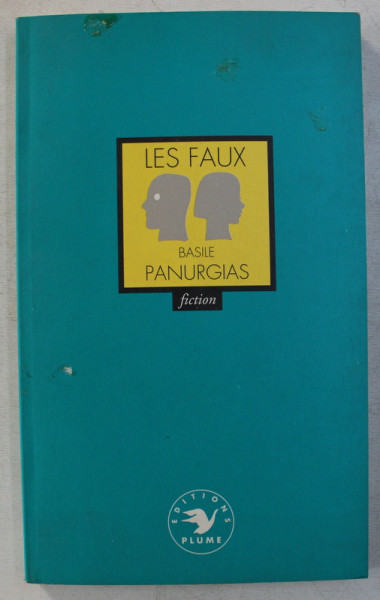 LES FAUX
BASILE
PANURGIAS
fiction
EDITIONS
PLUME